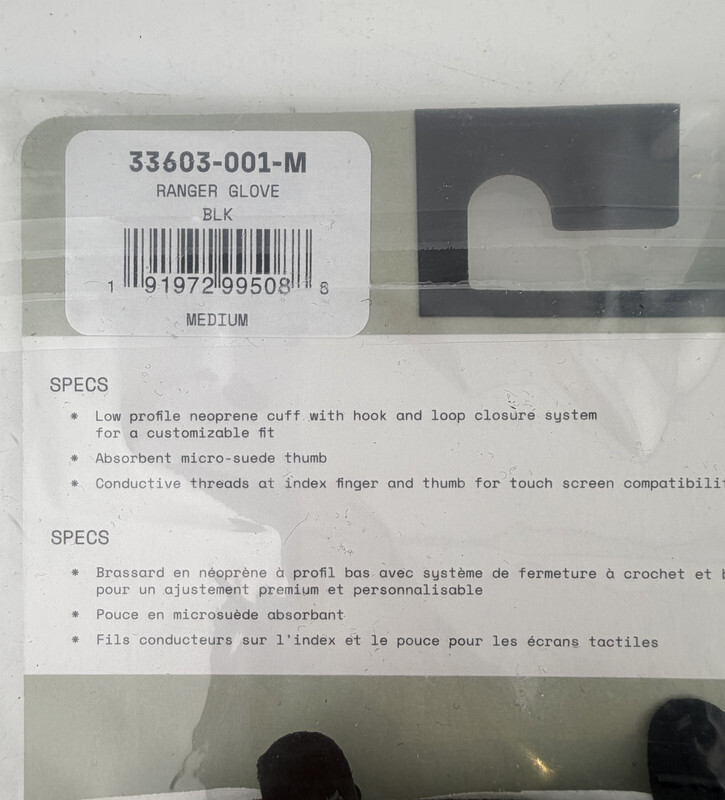 33603-001-M
RANGER GLOVE
BLK
1 91972 99508 8
MEDIUM
SPECS
* Low profile neoprene cuff with hook and loop closure system
for a customizable fit
* Absorbent micro-suede thumb
* Conductive threads at index finger and thumb for touch screen
SPECS
* Brassard en néoprène à profil bas avec système de fermeture à crochet et
pour un ajustement premium et personnalisable
* Pouce en microsuède absorbant
* Fils conducteurs sur l'index et le pouce pour les écrans tactiles